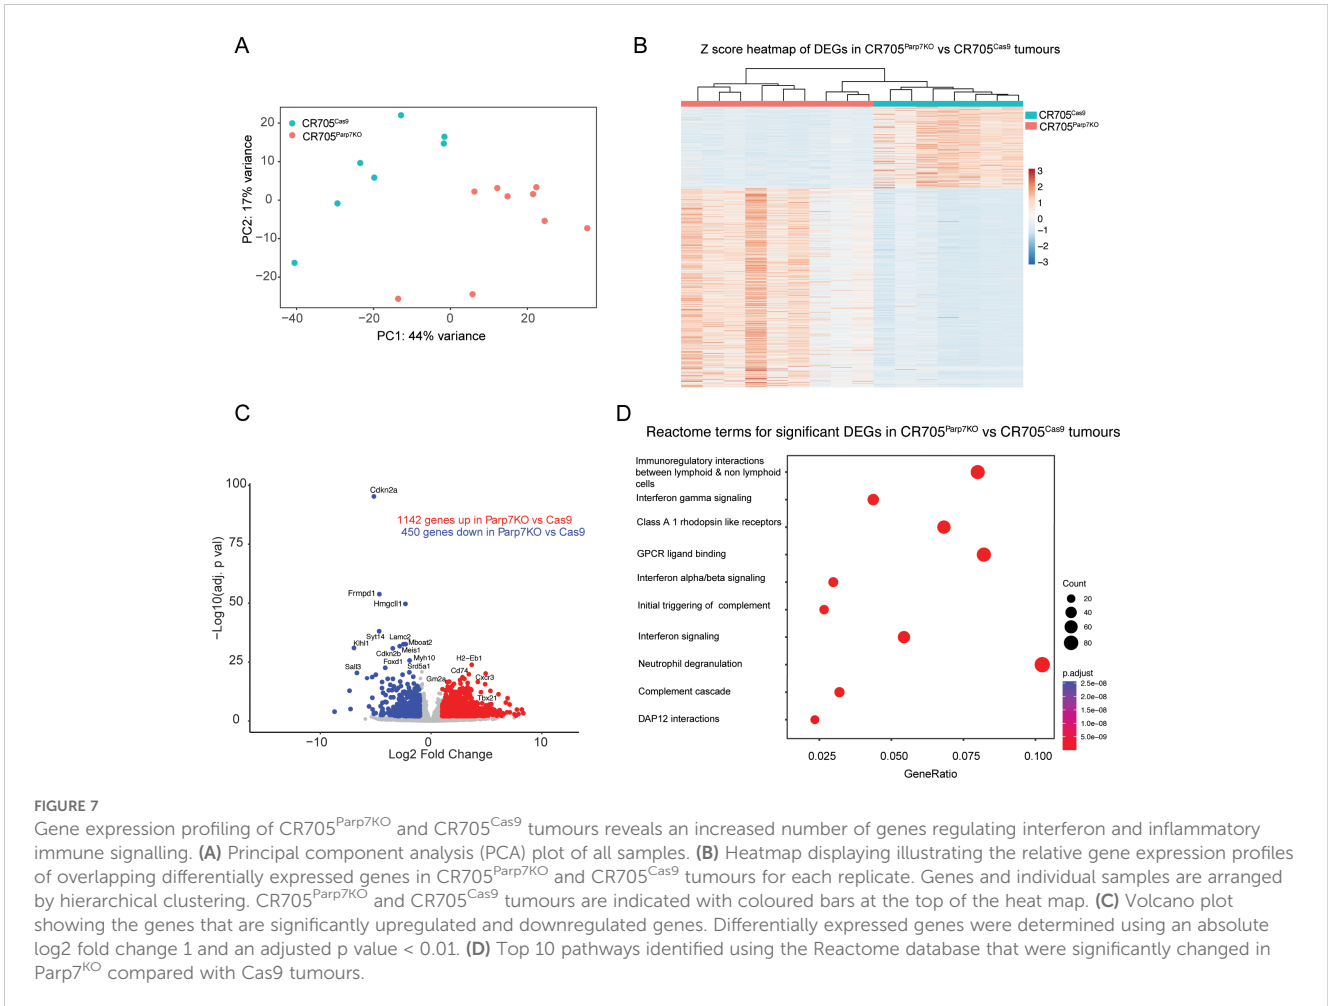 A
CR705Cas9
CR705Parp7KO
PC2: 17% variance
20
10
0
−10
−20
−40
−20
0
20
PC1: 44% variance
B
Z score heatmap of DEGs in CR705Parp7KO vs CR705Cas9 tumours
CR705Cas9
CR705Parp7KO
3
2
1
0
−1
−2
−3
C
−Log10(adj. p val)
100
75
50
25
0
Cdkn2a
1142 genes up in Parp7KO vs Cas9
450 genes down in Parp7KO vs Cas9
Frmpd1
Hmgcll1
Syt14
Lamc2
Klhl1
Mboat2
Cdkn2b
Meis1
Foxd1
Myh10
Sall3
Srd5a1
H2−Eb1
Cd74
Gm2a
Cxcr3
Tbx21
−10
0
10
Log2 Fold Change
D
Reactome terms for significant DEGs in CR705Parp7KO vs CR705Cas9 tumours
Immunoregulatory interactions
between lymphoid & non lymphoid
cells
Interferon gamma signaling
Class A 1 rhodopsin like receptors
GPCR ligand binding
Interferon alpha/beta signaling
Initial triggering of complement
Interferon signaling
Neutrophil degranulation
Complement cascade
DAP12 interactions
0.025
0.050
0.075
0.100
GeneRatio
Count
20
40
60
80
p.adjust
2.5e−08
2.0e−08
1.5e−08
1.0e−08
5.0e−09
FIGURE 7
Gene expression profiling of CR705Parp7KO and CR705Cas9 tumours reveals an increased number of genes regulating interferon and inflammatory
immune signalling. (A) Principal component analysis (PCA) plot of all samples. (B) Heatmap displaying illustrating the relative gene expression profiles
of overlapping differentially expressed genes in CR705Parp7KO and CR705Cas9 tumours for each replicate. Genes and individual samples are arranged
by hierarchical clustering. CR705Parp7KO and CR705Cas9 tumours are indicated with coloured bars at the top of the heat map. (C) Volcano plot
showing the genes that are significantly upregulated and downregulated genes. Differentially expressed genes were determined using an absolute
log2 fold change 1 and an adjusted p value < 0.01. (D) Top 10 pathways identified using the Reactome database that were significantly changed in
Parp7KO compared with Cas9 tumours.